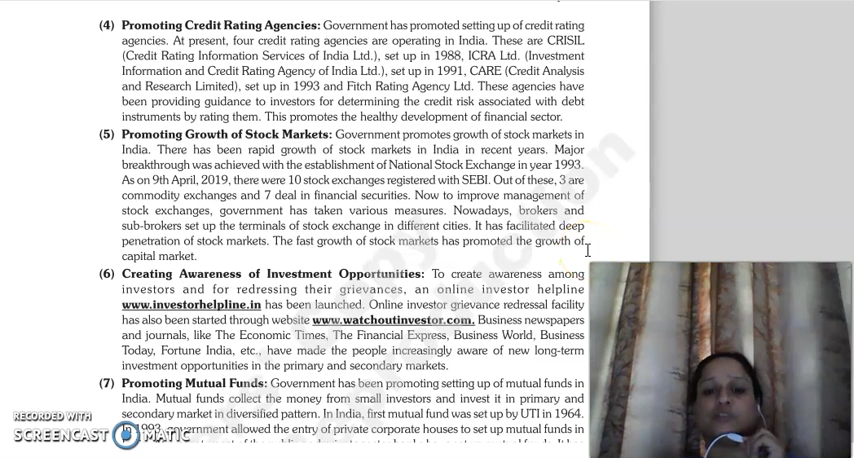 (4) Promoting Credit Rating Agencies: Government has promoted setting up of credit rating
agencies. At present, four credit rating agencies are operating in India. These are CRISIL
(Credit Rating Information Services of India Ltd.), set up in 1988, ICRA Ltd. (Investment
Information and Credit Rating Agency of India Ltd.), set up in 1991, CARE (Credit Analysis
and Research Limited), set up in 1993 and Fitch Rating Agency Ltd. These agencies have
been providing guidance to investors for determining the credit risk associated with debt
instruments by rating them. This promotes the healthy development of financial sector.
(5) Promoting Growth of Stock Markets: Government promotes growth of stock markets in
India. There has been rapid growth of stock markets in India in recent years. Major
breakthrough was achieved with the establishment of National Stock Exchange in year 1993.
As on 9th April, 2019, there were 10 stock exchanges registered with SEBI. Out of these, 3 are
commodity exchanges and 7 deal in financial securities. Now to improve management of
stock exchanges, government has taken various measures. Nowadays, brokers and
sub-brokers set up the terminals of stock exchange in different cities. It has facilitated deep
penetration of stock markets. The fast growth of stock markets has promoted the growth of
capital market.
(6) Creating Awareness of Investment Opportunities: To create awareness among
investors and for redressing their grievances, an online investor helpline
www.investorhelpline.in has been launched. Online investor grievance redressal facility
has also been started through website www.watchoutinvestor.com. Business newspapers
and journals, like The Economic Times, The Financial Express, Business World, Business
Today, Fortune India, etc., have made the people increasingly aware of new long-term
investment opportunities in the primary and secondary markets.
(7) Promoting Mutual Funds: Government has been promoting setting up of mutual funds in
India. Mutual funds collect the money from small investors and invest it in primary and
secondary market in diversified pattern. In India, first mutual fund was set up by UTI in 1964.
In 1993, government allowed the entry of private corporate houses to set up mutual funds in
RECORDED WITH
SCREENCAST MATIC